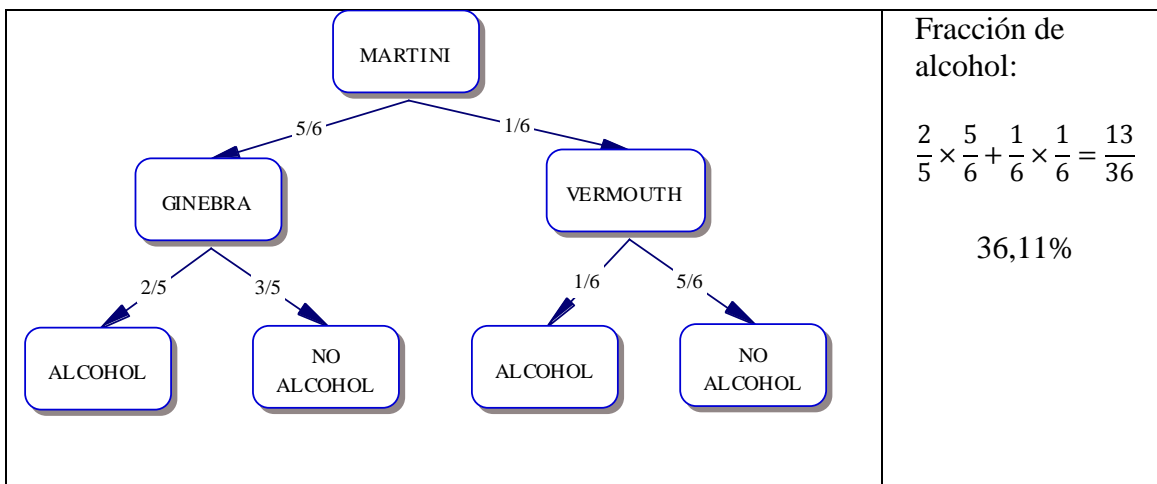 MARTINI
5/6 1/6
GINEBRA VERMOUTH
2/5 3/5 1/6 5/6
ALCOHOL NO ALCOHOL ALCOHOL NO ALCOHOL
Fracción de
alcohol:
2/5 × 5/6 + 1/6 × 1/6 = 13/36
36,11%